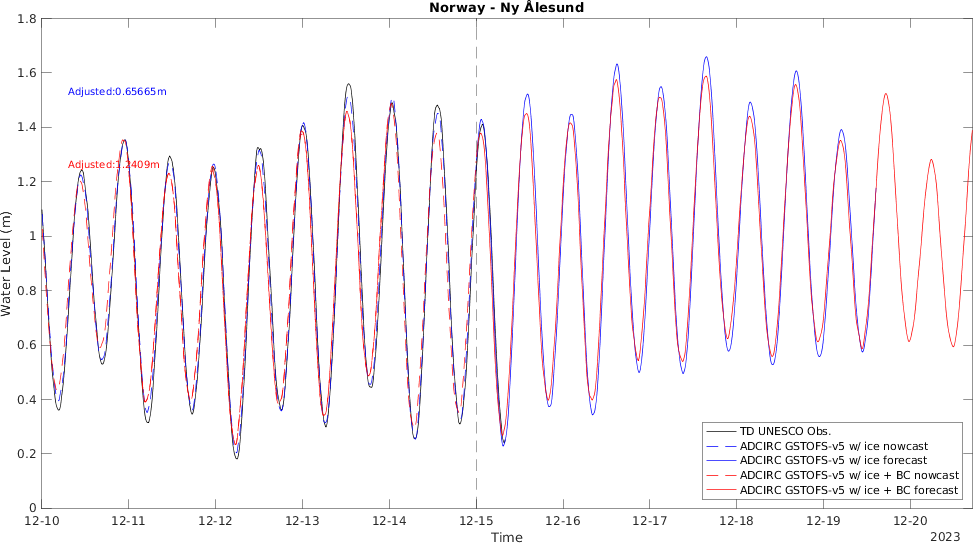 Norway - Ny Ålesund
1.8
1.6
1.4
1.2
1
0.8
0.6
0.4
0.2
0
Water Level (m)
Adjusted:0.65665m
Adjusted:1.2409m
TD UNESCO Obs.
ADCIRC GSTOFS-v5 w/ ice nowcast
ADCIRC GSTOFS-v5 w/ ice forecast
ADCIRC GSTOFS-v5 w/ ice + BC nowcast
ADCIRC GSTOFS-v5 w/ ice + BC forecast
12-10 12-11 12-12 12-13 12-14 12-15 12-16 12-17 12-18 12-19 12-20
Time
2023